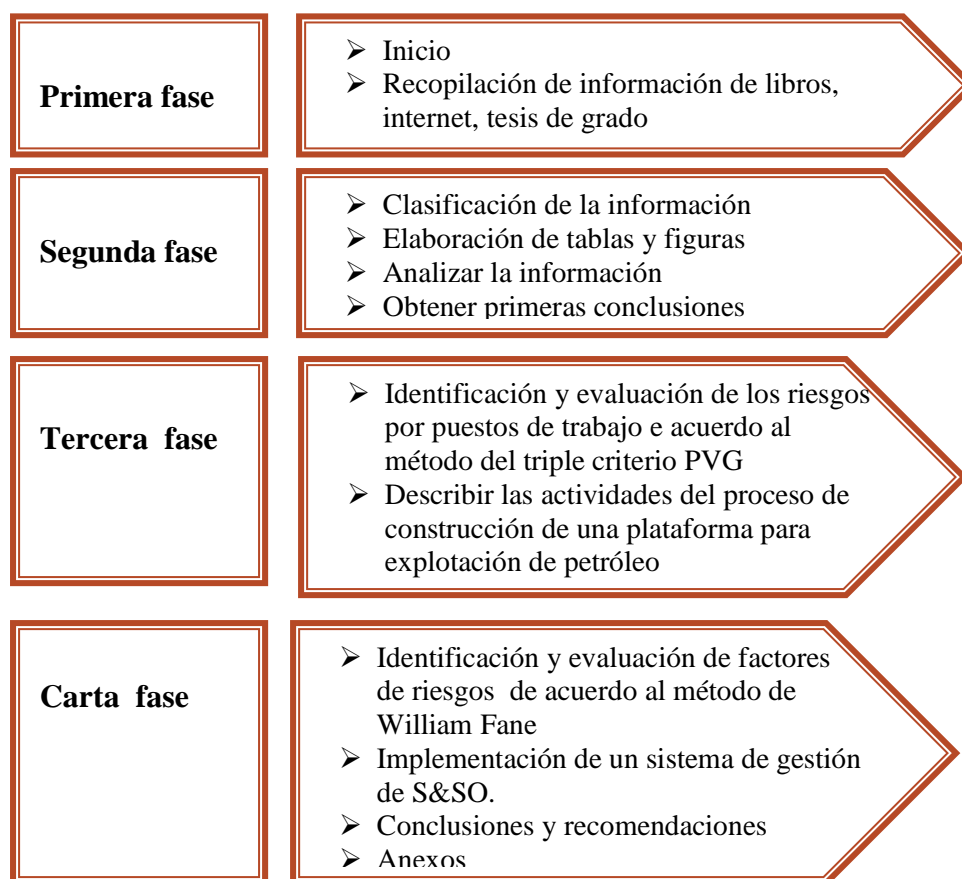 Primera fase
➢ Inicio
➢ Recopilación de información de libros,
internet, tesis de grado
Segunda fase
➢ Clasificación de la información
➢ Elaboración de tablas y figuras
➢ Analizar la información
➢ Obtener primeras conclusiones
Tercera fase
➢ Identificación y evaluación de los riesgos
por puestos de trabajo e acuerdo al
método del triple criterio PVG
➢ Describir las actividades del proceso de
construcción de una plataforma para
explotación de petróleo
Carta fase
➢ Identificación y evaluación de factores
de riesgos de acuerdo al método de
William Fane
➢ Implementación de un sistema de gestión
de S&SO.
➢ Conclusiones y recomendaciones
➢ Anexos